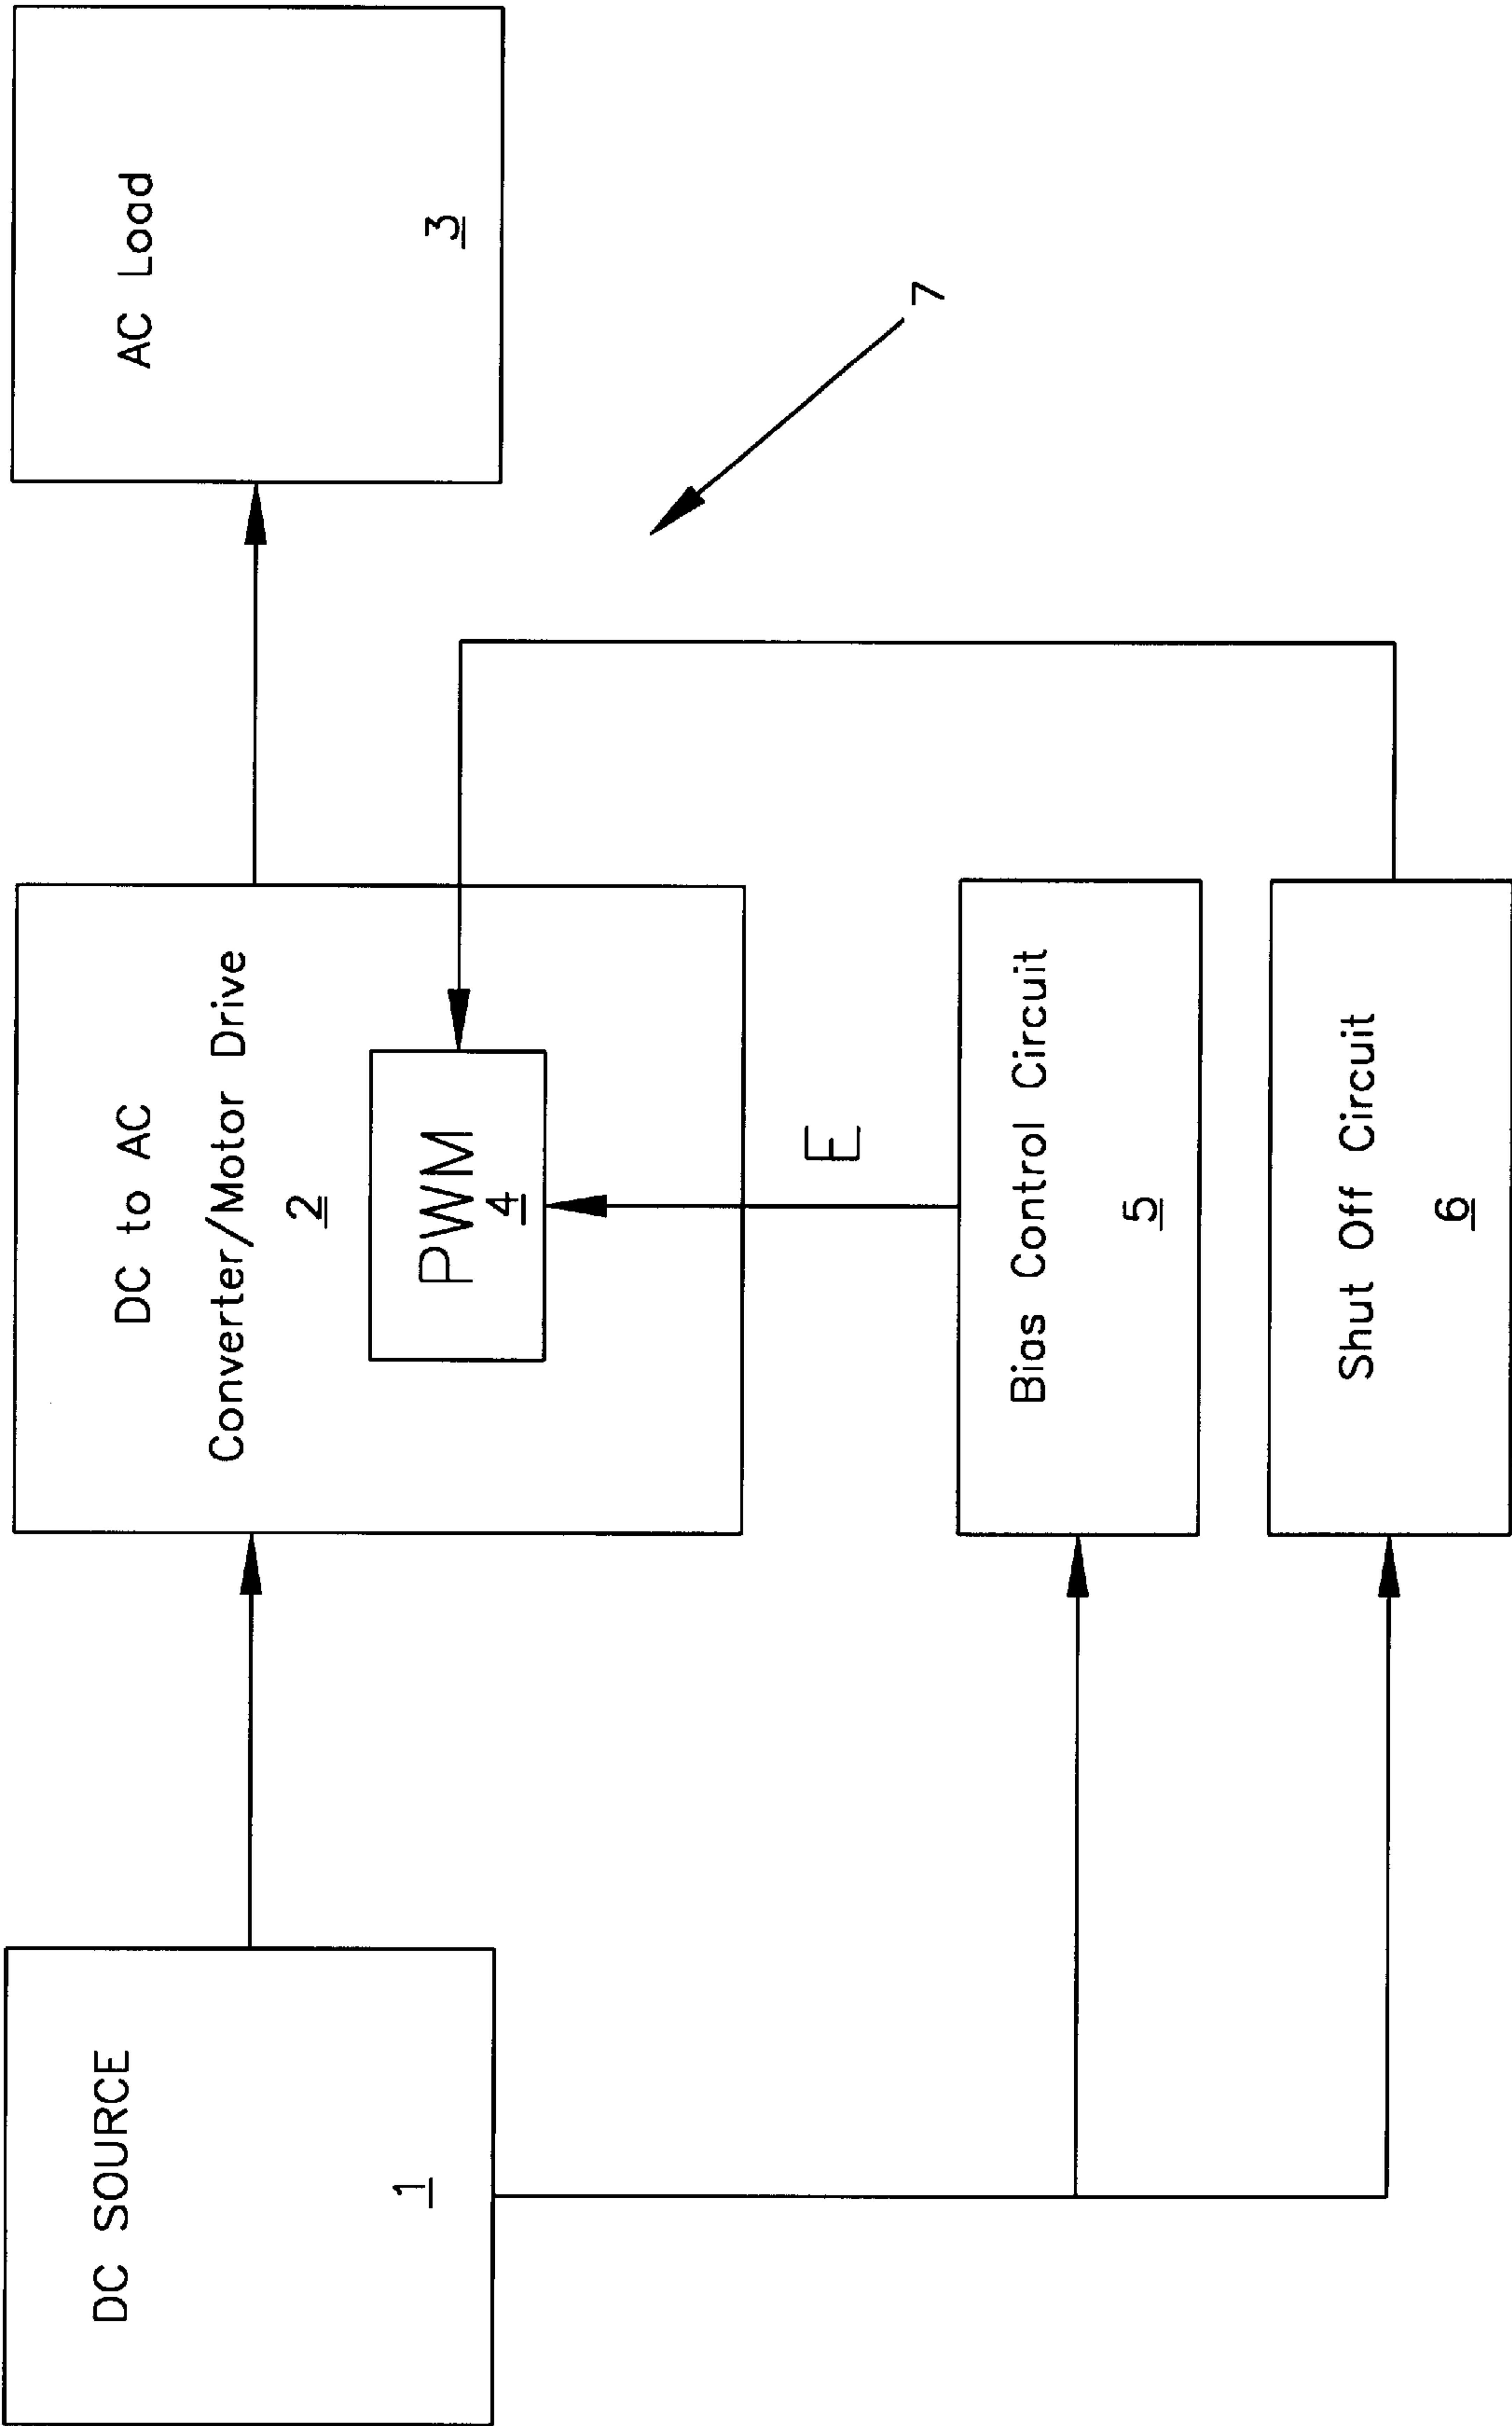 DC SOURCE
1
DC to AC
Converter/Motor Drive
2
PWM
4
AC Load
3
7
E
Bias Control Circuit
5
Shut Off Circuit
6